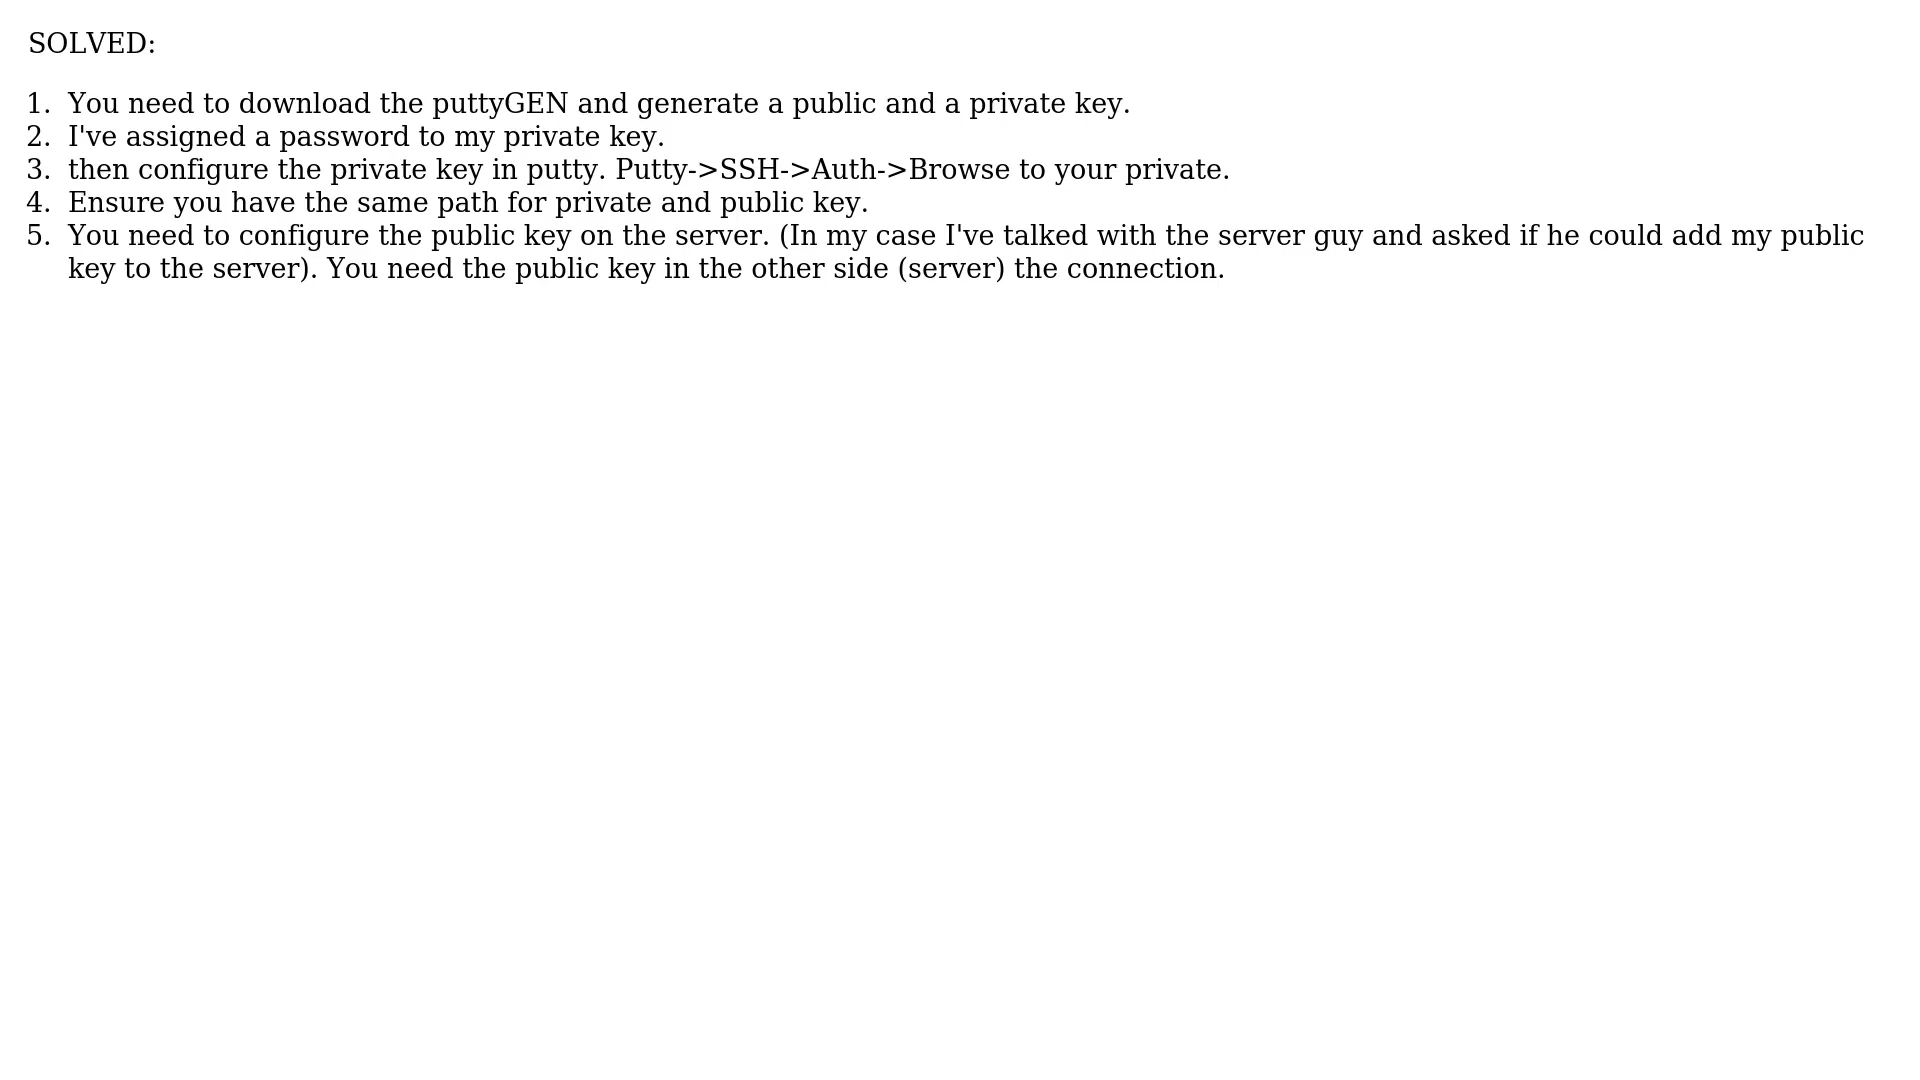 SOLVED:
1. You need to download the puttyGEN and generate a public and a private key.
2. I've assigned a password to my private key.
3. then configure the private key in putty. Putty->SSH->Auth->Browse to your private.
4. Ensure you have the same path for private and public key.
5. You need to configure the public key on the server. (In my case I've talked with the server guy and asked if he could add my public
key to the server). You need the public key in the other side (server) the connection.